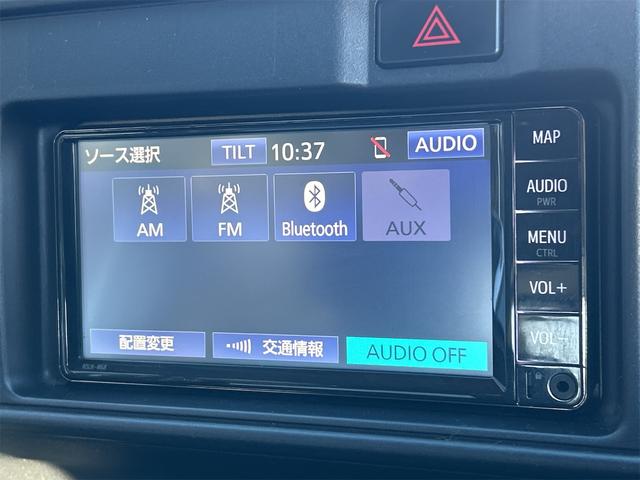 ソース選択 TILT 10:37 AUDIO
AM FM Bluetooth AUX
配置変更 交通情報 AUDIO OFF
MAP
AUDIO
PWR
MENU
CTRL
VOL+
VOL-